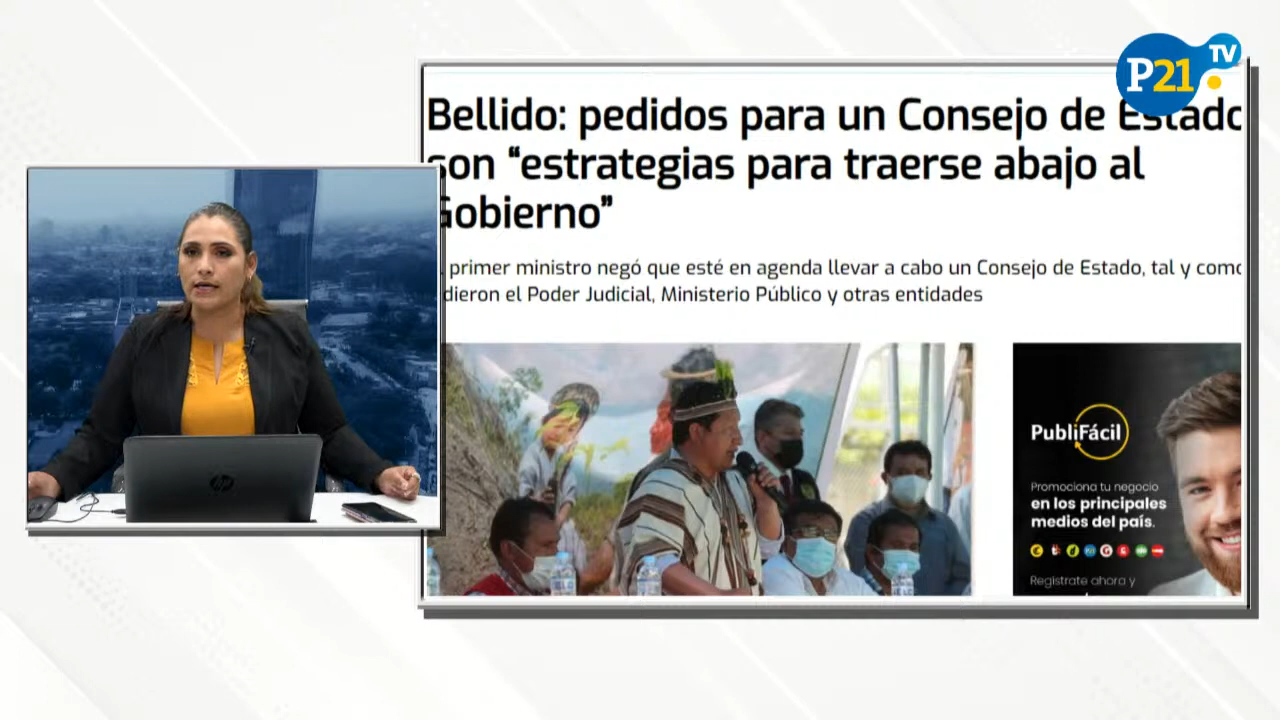 P21
TV
Bellido: pedidos para un Consejo de Estado
son “estrategias para traerse abajo al
Gobierno”
primer ministro negó que esté en agenda llevar a cabo un Consejo de Estado, tal y como
dieron el Poder Judicial, Ministerio Público y otras entidades
PubliFácil
Promociona tu negocio
en los principales
medios del país.
Registrate ahora y
hp